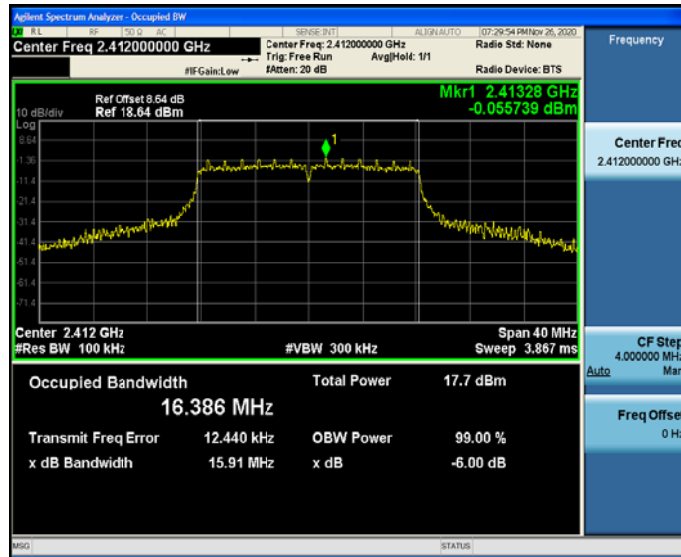 Agilent Spectrum Analyzer - Occupied BW
RL RF 50 Ω AC SENSE:INT ALIGNAUTO 07:29:54 PM Nov 26, 2020
Center Freq 2.412000000 GHz Center Freq: 2.412000000 GHz Radio Std: None Frequency
Trig: Free Run Avg|Hold: 1/1
#IFGain:Low #Atten: 20 dB Radio Device: BTS
Ref Offset 8.64 dB Mkr1 2.41328 GHz
10 dB/div Ref 18.64 dBm -0.055739 dBm
Log
8.64
1
-1.36
-11.4
-21.4
-31.4
-41.4
-51.4
-61.4
-71.4
Center Freq
2.412000000 GHz
Center 2.412 GHz Span 40 MHz
#Res BW 100 kHz #VBW 300 kHz Sweep 3.867 ms
CF Step
4.000000 MHz
Auto Man
Occupied Bandwidth Total Power 17.7 dBm
16.386 MHz
Freq Offset
0 Hz
Transmit Freq Error 12.440 kHz OBW Power 99.00 %
x dB Bandwidth 15.91 MHz x dB -6.00 dB
MSG STATUS